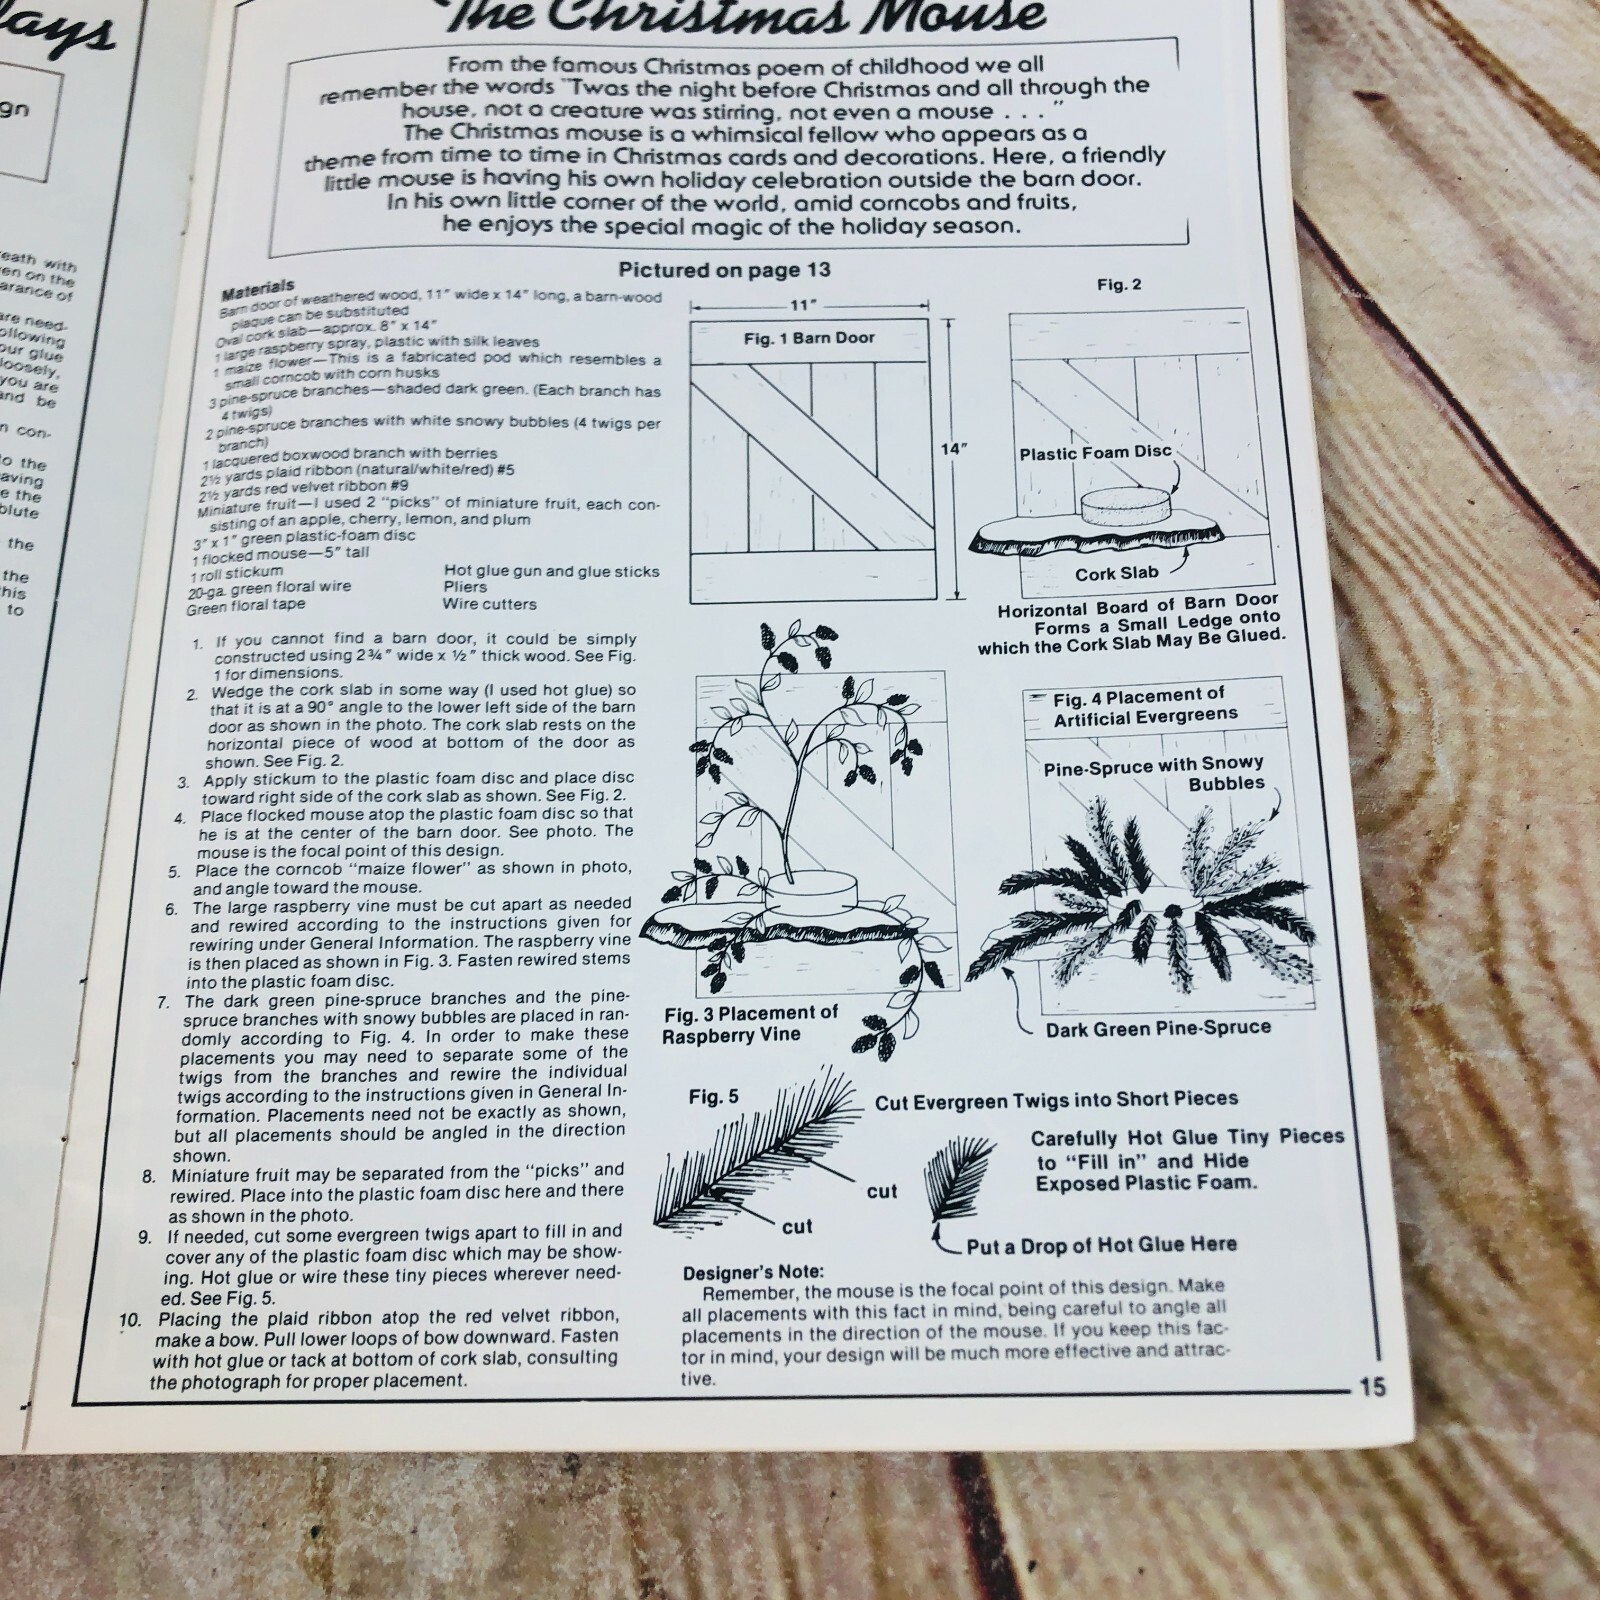 lays
gn
eath with
en on the
arance of
are need-
ollowing
our glue
loosely,
you are
and be
n con-
to the
aving
e the
olute
the
the
his
to
The Christmas Mouse
From the famous Christmas poem of childhood we all
remember the words "Twas the night before Christmas and all through the
house, not a creature was stirring, not even a mouse . . . "
The Christmas mouse is a whimsical fellow who appears as a
theme from time to time in Christmas cards and decorations. Here, a friendly
little mouse is having his own holiday celebration outside the barn door.
In his own little corner of the world, amid corncobs and fruits,
he enjoys the special magic of the holiday season.
Pictured on page 13
Materials
Barn door of weathered wood, 11" wide x 14" long, a barn-wood
plaque can be substituted
Oval cork slab—approx. 8" x 14"
1 large raspberry spray, plastic with silk leaves
1 maize flower—This is a fabricated pod which resembles a
small corncob with corn husks
3 pine-spruce branches—shaded dark green. (Each branch has
4 twigs)
2 pine-spruce branches with white snowy bubbles (4 twigs per
branch)
1 lacquered boxwood branch with berries
2½ yards plaid ribbon (natural/white/red) #5
2½ yards red velvet ribbon #9
Miniature fruit—I used 2 "picks" of miniature fruit, each con-
sisting of an apple, cherry, lemon, and plum
3" x 1" green plastic-foam disc
1 flocked mouse—5" tall
1 roll stickum
20-ga. green floral wire
Green floral tape
Hot glue gun and glue sticks
Pliers
Wire cutters
1. If you cannot find a barn door, it could be simply
constructed using 2¾" wide x ½" thick wood. See Fig.
1 for dimensions.
2. Wedge the cork slab in some way (I used hot glue) so
that it is at a 90° angle to the lower left side of the barn
door as shown in the photo. The cork slab rests on the
horizontal piece of wood at bottom of the door as
shown. See Fig. 2.
3. Apply stickum to the plastic foam disc and place disc
toward right side of the cork slab as shown. See Fig. 2.
4. Place flocked mouse atop the plastic foam disc so that
he is at the center of the barn door. See photo. The
mouse is the focal point of this design.
5. Place the corncob "maize flower" as shown in photo,
and angle toward the mouse.
6. The large raspberry vine must be cut apart as needed
and rewired according to the instructions given for
rewiring under General Information. The raspberry vine
is then placed as shown in Fig. 3. Fasten rewired stems
into the plastic foam disc.
7. The dark green pine-spruce branches and the pine-
spruce branches with snowy bubbles are placed in ran-
domly according to Fig. 4. In order to make these
placements you may need to separate some of the
twigs from the branches and rewire the individual
twigs according to the instructions given in General In-
formation. Placements need not be exactly as shown,
but all placements should be angled in the direction
shown.
8. Miniature fruit may be separated from the "picks" and
rewired. Place into the plastic foam disc here and there
as shown in the photo.
9. If needed, cut some evergreen twigs apart to fill in and
cover any of the plastic foam disc which may be show-
ing. Hot glue or wire these tiny pieces wherever need-
ed. See Fig. 5.
10. Placing the plaid ribbon atop the red velvet ribbon,
make a bow. Pull lower loops of bow downward. Fasten
with hot glue or tack at bottom of cork slab, consulting
the photograph for proper placement.
11"
Fig. 1 Barn Door
14"
Fig. 2
Plastic Foam Disc
Cork Slab
Horizontal Board of Barn Door
Forms a Small Ledge onto
which the Cork Slab May Be Glued.
Fig. 3 Placement of
Raspberry Vine
Fig. 4 Placement of
Artificial Evergreens
Pine-Spruce with Snowy
Bubbles
Dark Green Pine-Spruce
Fig. 5
Cut Evergreen Twigs into Short Pieces
cut
cut
Carefully Hot Glue Tiny Pieces
to "Fill in" and Hide
Exposed Plastic Foam.
Put a Drop of Hot Glue Here
Designer's Note:
Remember, the mouse is the focal point of this design. Make
all placements with this fact in mind, being careful to angle all
placements in the direction of the mouse. If you keep this fac-
tor in mind, your design will be much more effective and attrac-
tive.
15